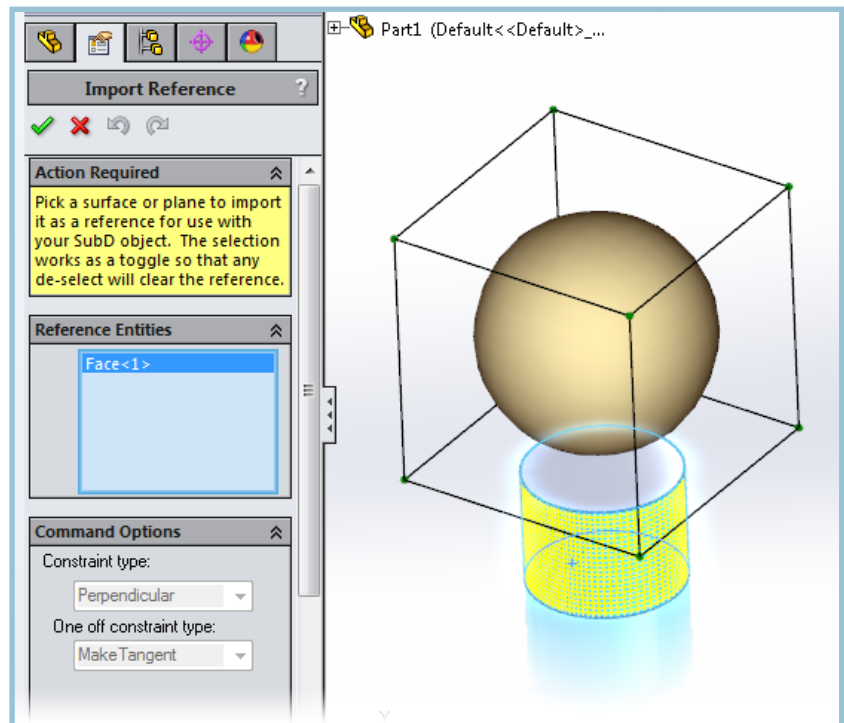 Part1 (Default<<Default>_...
Import Reference ?
Action Required
Pick a surface or plane to import
it as a reference for use with
your SubD object. The selection
works as a toggle so that any
de-select will clear the reference.
Reference Entities
Face<1>
Command Options
Constraint type:
Perpendicular
One off constraint type:
MakeTangent
Y